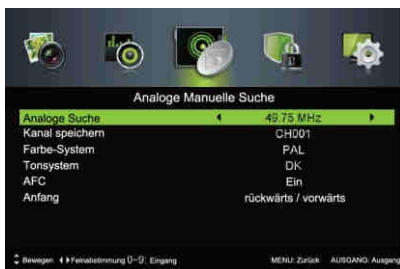 Analoge Manuelle Suche
Analoge Suche 49.75 MHz
Kanal speichern CH001
Farbe-System PAL
Tonsystem DK
AFC Ein
Anfang rückwärts / vorwärts
Bewegen Feinabetimmung 0-9: Eingang MENU: Zurück AUSGANG: Ausgang